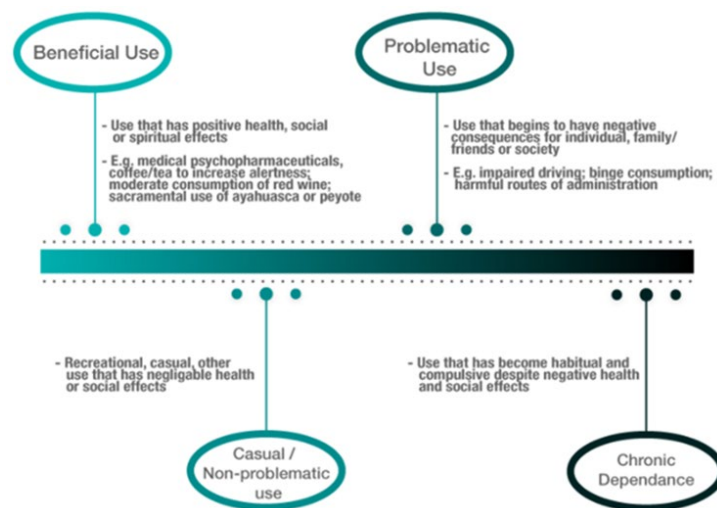 Beneficial Use
- Use that has positive health, social
or spiritual effects
- E.g. medical psychopharmaceuticals,
coffee/tea to increase alertness;
moderate consumption of red wine;
sacramental use of ayahuasca or peyote
Problematic
Use
- Use that begins to have negative
consequences for individual, family/
friends or society
- E.g. impaired driving; binge consumption;
harmful routes of administration
- Recreational, casual, other
use that has negligable health
or social effects
Casual /
Non-problematic
use
- Use that has become habitual and
compulsive despite negative health
and social effects
Chronic
Dependance